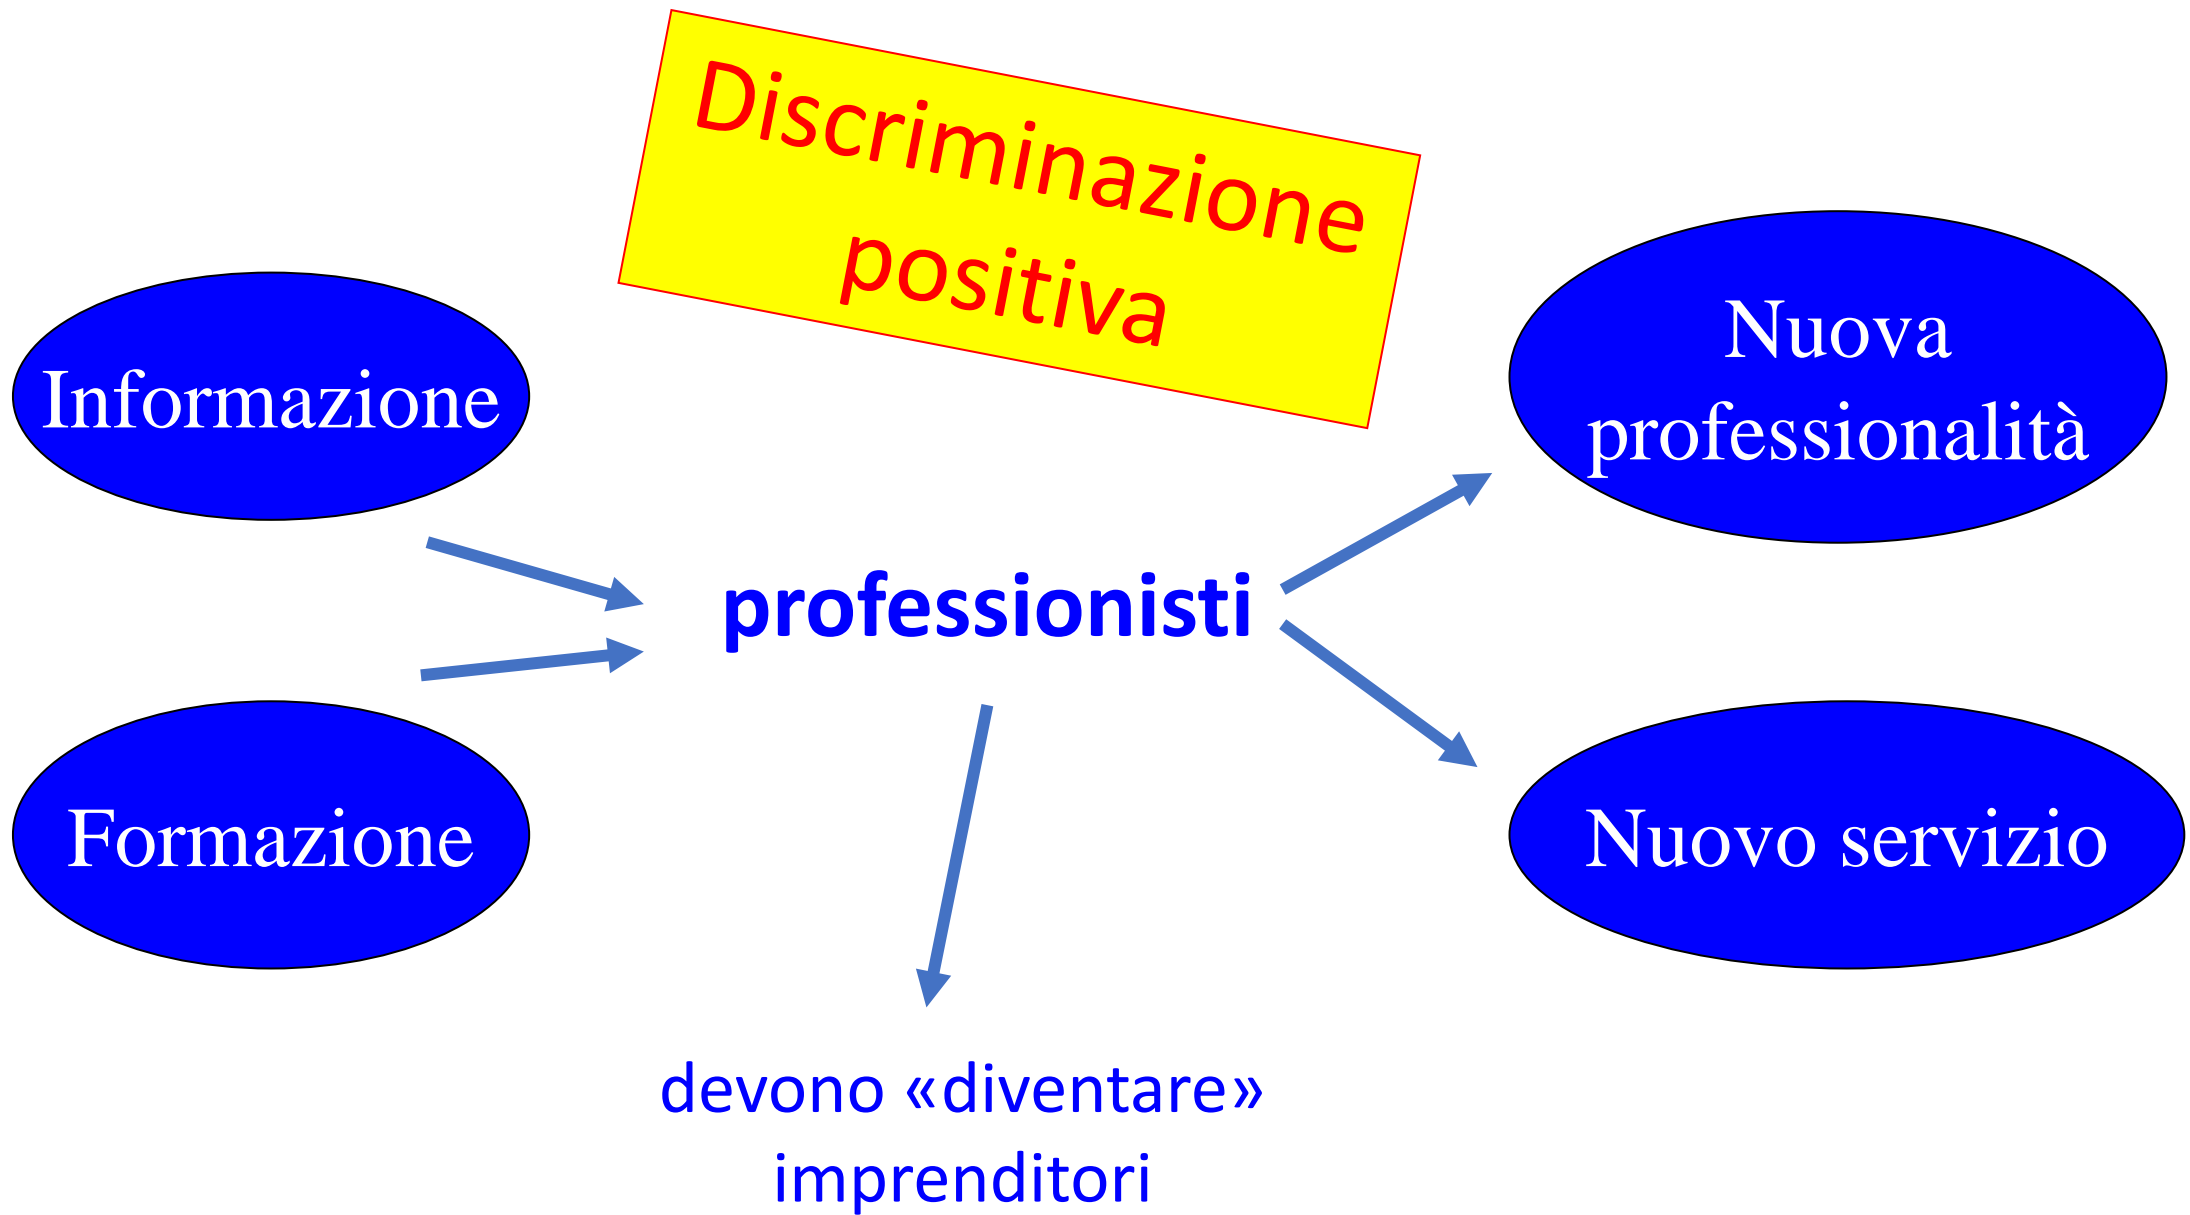 Discriminazione
positiva
Informazione
Nuova
professionalità
professionisti
Formazione
Nuovo servizio
devono «diventare»
imprenditori